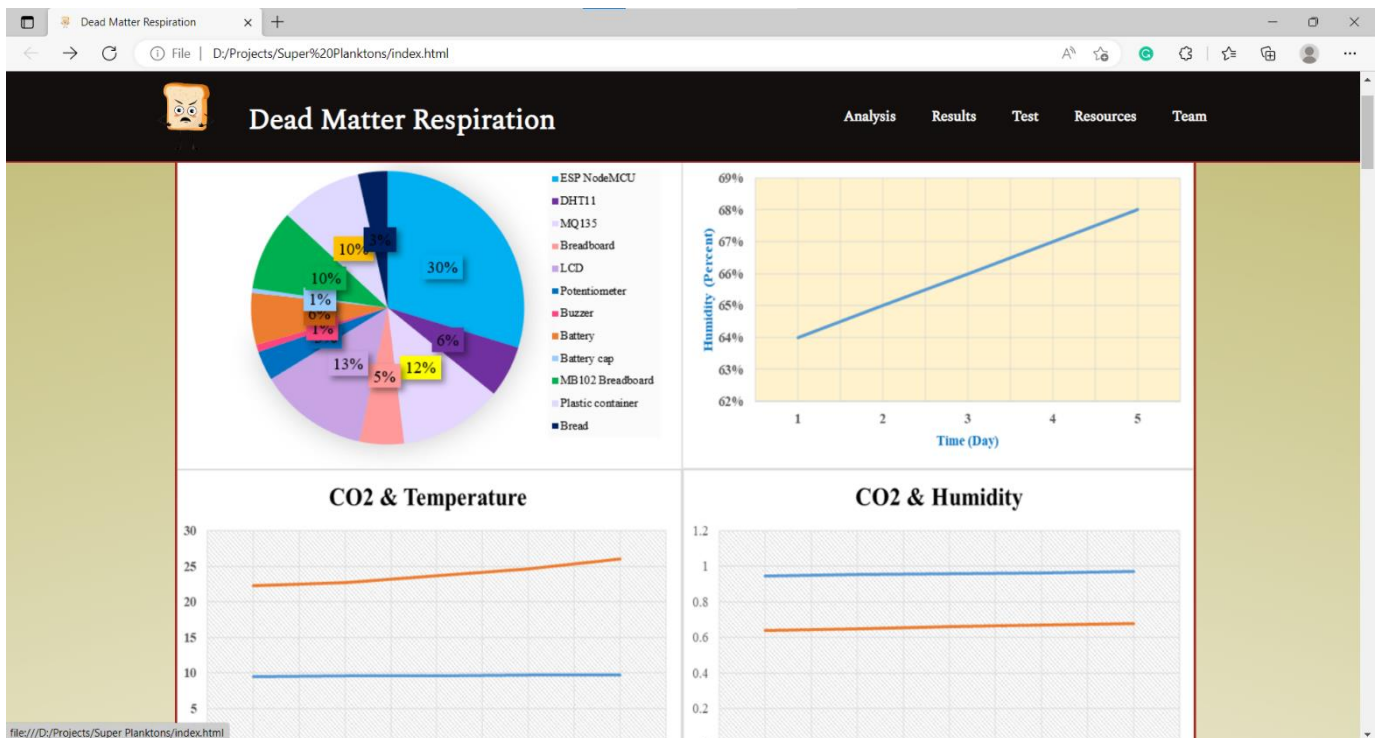 Dead Matter Respiration
File | D:/Projects/Super%20Planktons/index.html
Dead Matter Respiration
Analysis Results Test Resources Team
30%
6%
12%
5%
13%
1%
6%
1%
10%
10%
3%
ESP NodeMCU
DHT11
MQ135
Breadboard
LCD
Potentiometer
Buzzer
Battery
Battery cap
MB102 Breadboard
Plastic container
Bread
Humidity (Percent)
69%
68%
67%
66%
65%
64%
63%
62%
1 2 3 4 5
Time (Day)
CO2 & Temperature
30
25
20
15
10
5
CO2 & Humidity
1.2
1
0.8
0.6
0.4
0.2
file:///D:/Projects/Super Planktons/index.html